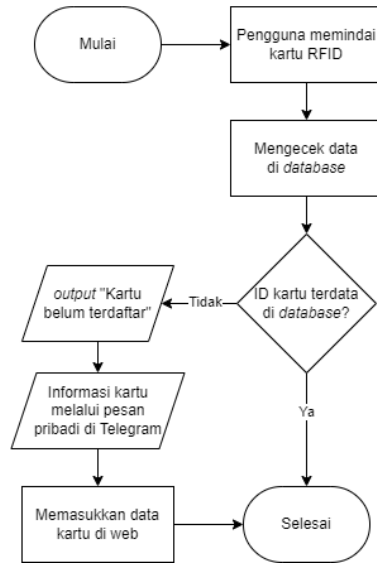 Mulai
Pengguna memindai
kartu RFID
Mengecek data
di database
ID kartu terdata
di database?
Tidak
output "Kartu
belum terdaftar"
Informasi kartu
melalui pesan
pribadi di Telegram
Memasukkan data
kartu di web
Ya
Selesai